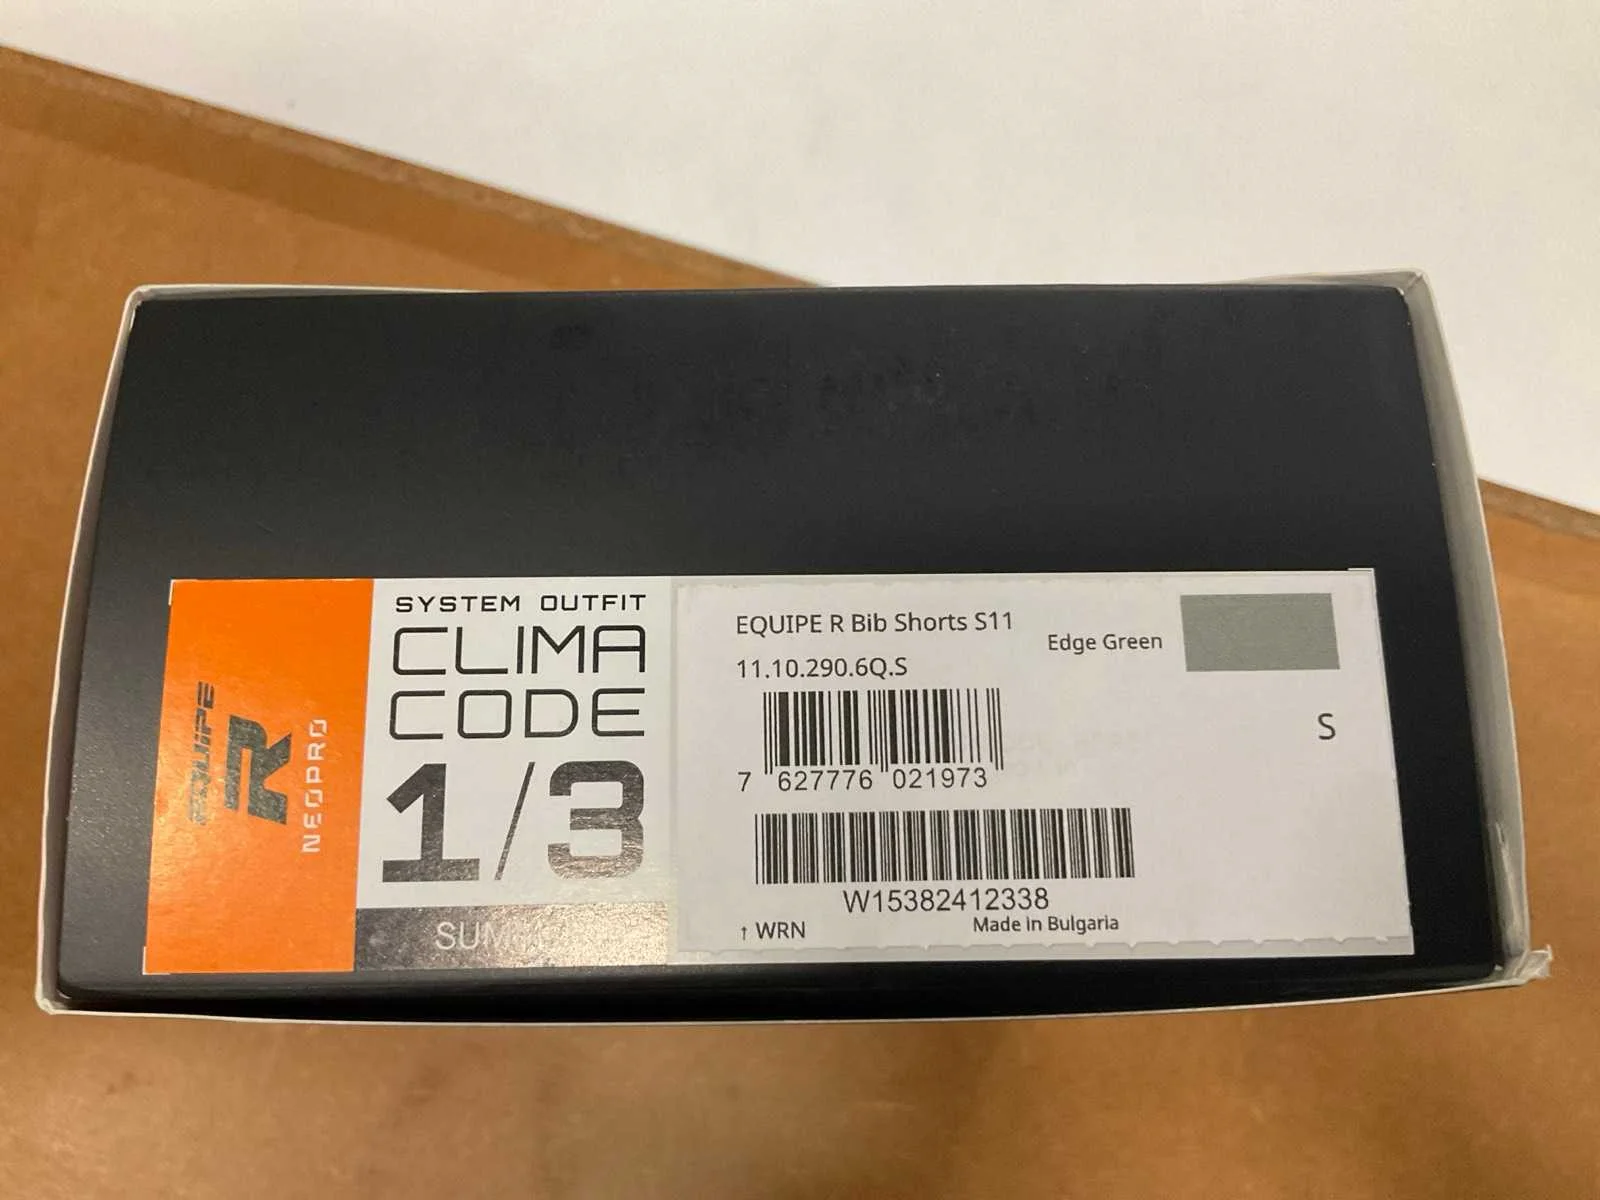 EQUIPE
R
NEOPRO
SYSTEM OUTFIT
CLIMA
CODE
1/3
EQUIPE R Bib Shorts S11
Edge Green
11.10.290.6Q.S
S
7 627776 021973
W15382412338
↑ WRN
Made in Bulgaria